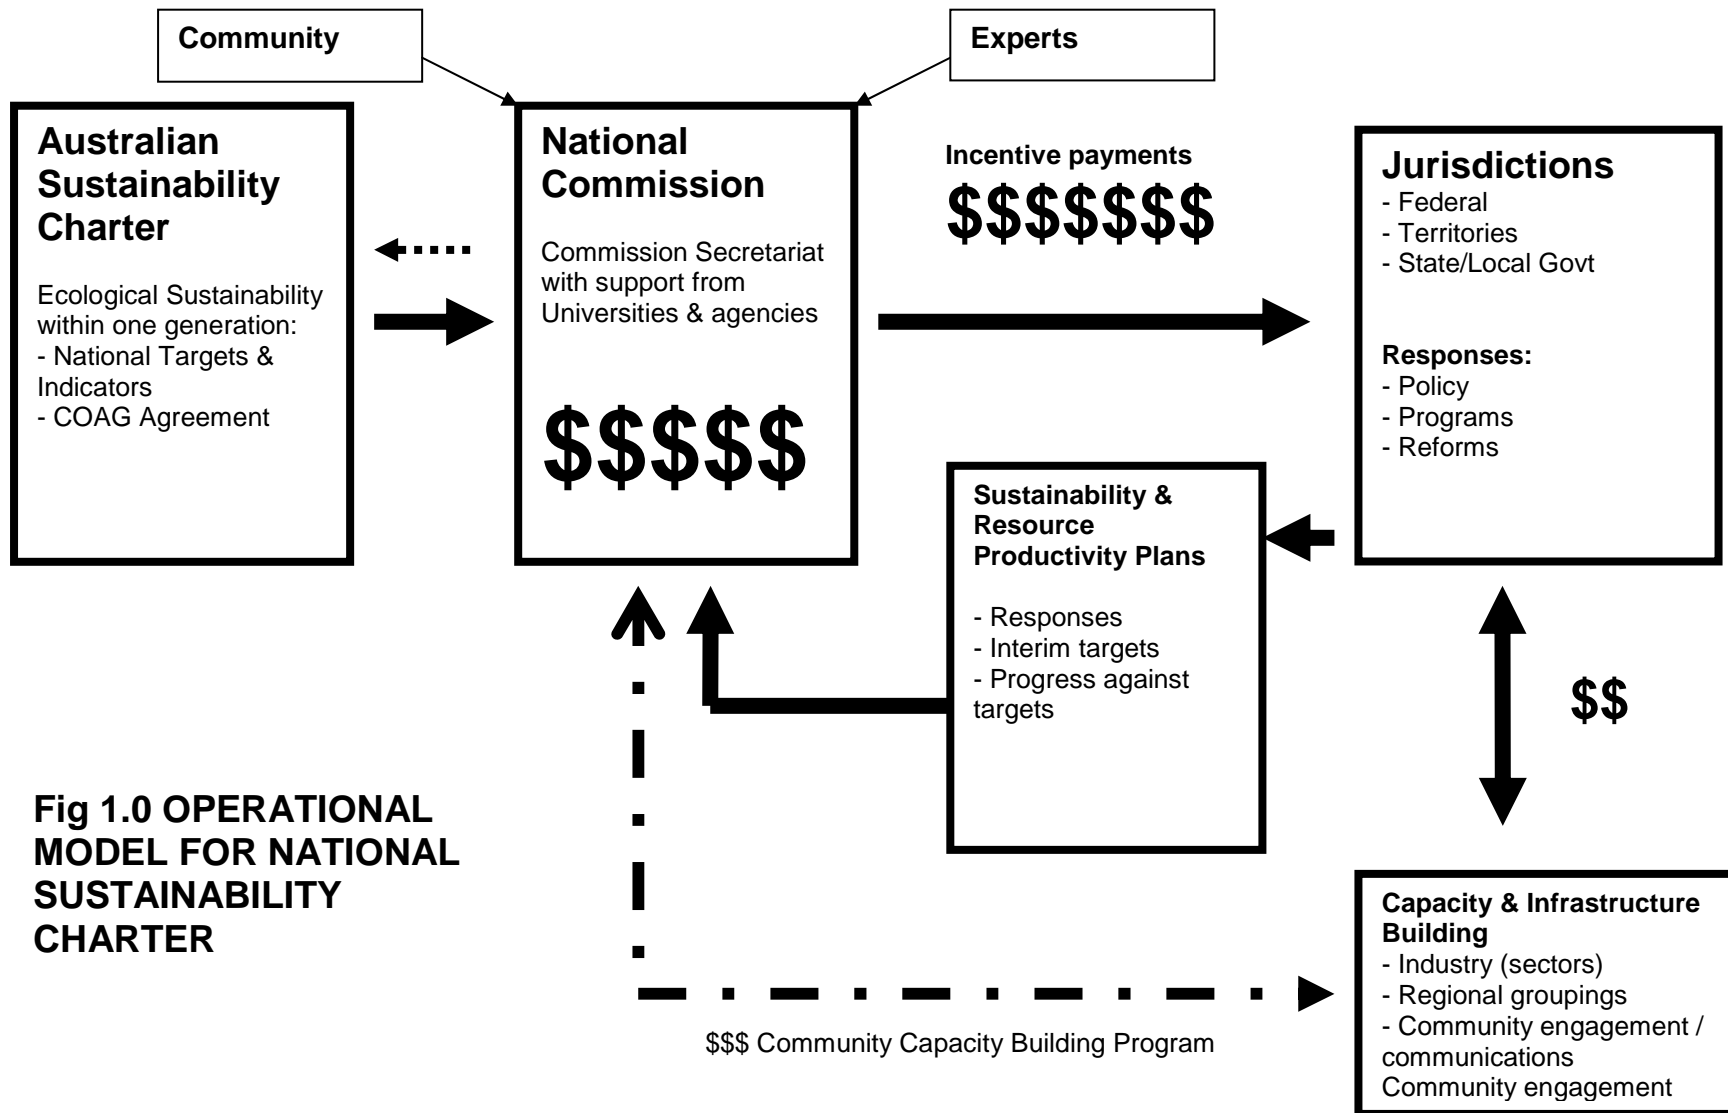 Community
Experts
Australian
Sustainability
Charter
Ecological Sustainability
within one generation:
- National Targets &
Indicators
- COAG Agreement
National
Commission
Commission Secretariat
with support from
Universities & agencies
$$$$$
Incentive payments
$$$$$$$
Jurisdictions
- Federal
- Territories
- State/Local Govt
Responses:
- Policy
- Programs
- Reforms
Sustainability &
Resource
Productivity Plans
- Responses
- Interim targets
- Progress against
targets
$$
Fig 1.0 OPERATIONAL
MODEL FOR NATIONAL
SUSTAINABILITY
CHARTER
Capacity & Infrastructure
Building
- Industry (sectors)
- Regional groupings
- Community engagement /
communications
Community engagement
$$$ Community Capacity Building Program